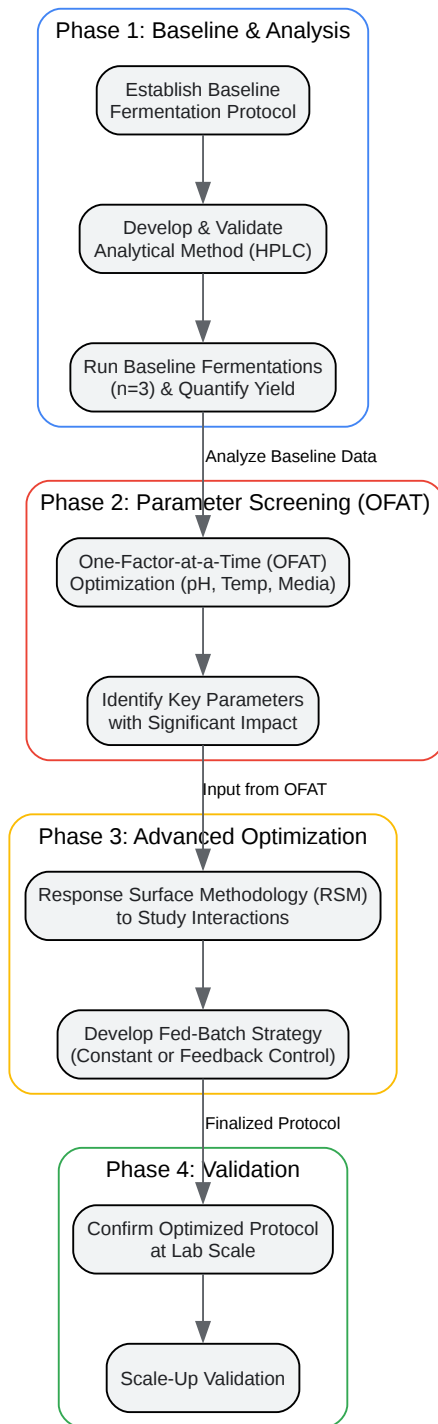 Phase 1: Baseline & Analysis
Establish Baseline
Fermentation Protocol
Develop & Validate
Analytical Method (HPLC)
Run Baseline Fermentations
(n=3) & Quantify Yield
Analyze Baseline Data
Phase 2: Parameter Screening (OFAT)
One-Factor-at-a-Time (OFAT)
Optimization (pH, Temp, Media)
Identify Key Parameters
with Significant Impact
Input from OFAT
Phase 3: Advanced Optimization
Response Surface Methodology (RSM)
to Study Interactions
Develop Fed-Batch Strategy
(Constant or Feedback Control)
Finalized Protocol
Phase 4: Validation
Confirm Optimized Protocol
at Lab Scale
Scale-Up Validation